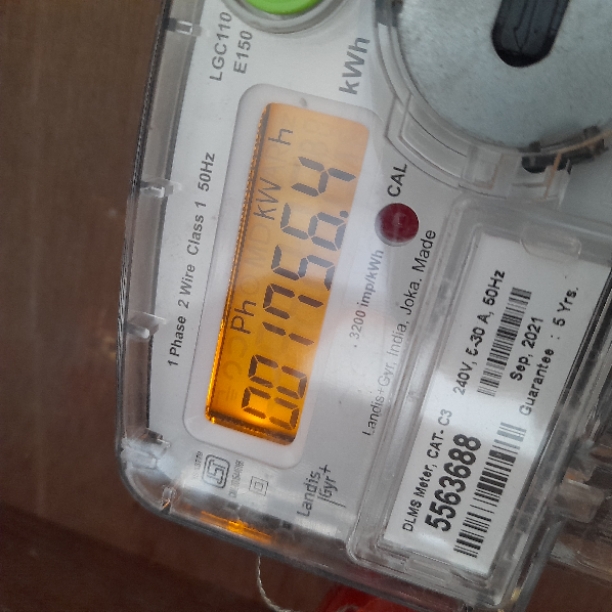 LGC110
E150
kWh
1 Phase 2 Wire Class 1 50Hz
Ph kW h
001756.4
CAL
3200 imp/kWh
Landis+Gyr, India, Joka, Made
Landis
Gyr+
DLMS Meter, CAT- C3
240V, 5-30 A, 50Hz
5563688
Sep, 2021
Guarantee : 5 Yrs.